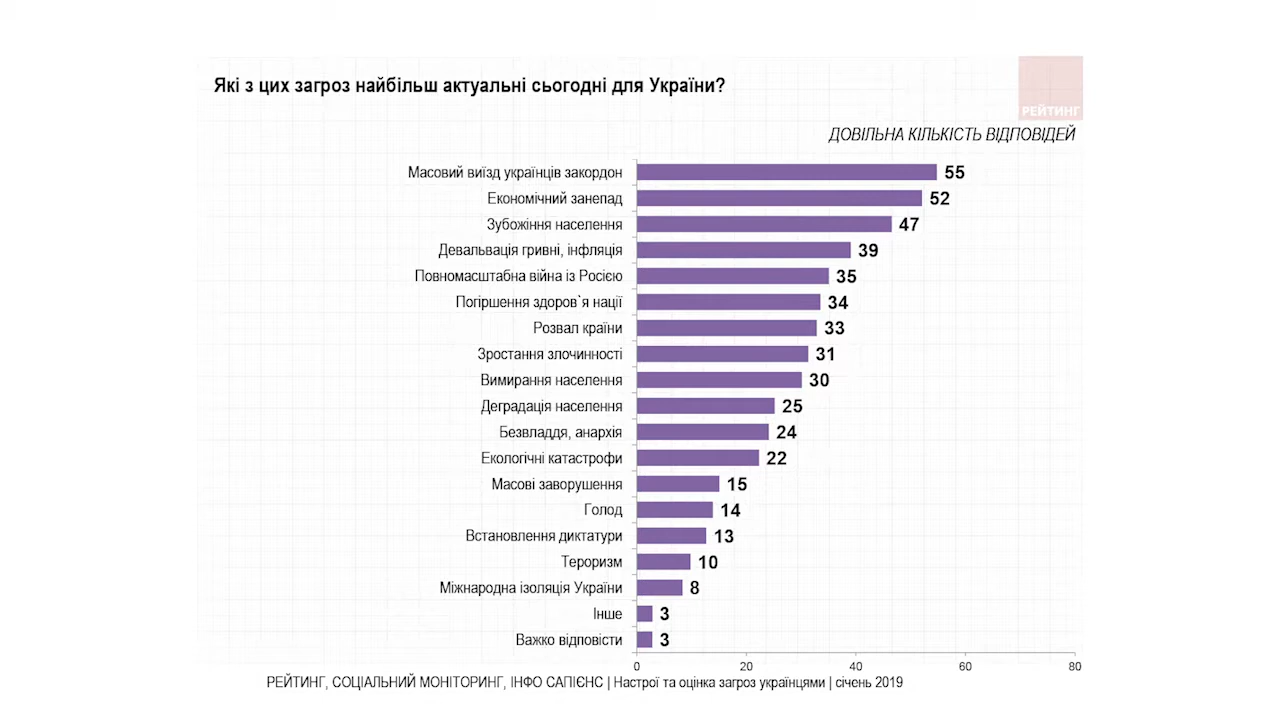 Які з цих загроз найбільш актуальні сьогодні для України?
РЕЙТИНГ
ДОВІЛЬНА КІЛЬКІСТЬ ВІДПОВІДЕЙ
Масовий виїзд українців закордон 55
Економічний занепад 52
Зубожіння населення 47
Девальвація гривні, інфляція 39
Повномасштабна війна із Росією 35
Погіршення здоров`я нації 34
Розвал країни 33
Зростання злочинності 31
Вимирання населення 30
Деградація населення 25
Безвладдя, анархія 24
Екологічні катастрофи 22
Масові заворушення 15
Голод 14
Встановлення диктатури 13
Тероризм 10
Міжнародна ізоляція України 8
Інше 3
Важко відповісти 3
0 20 40 60 80
РЕЙТИНГ, СОЦІАЛЬНИЙ МОНІТОРИНГ, ІНФО САПІЄНС | Настрої та оцінка загроз українцями | січень 2019